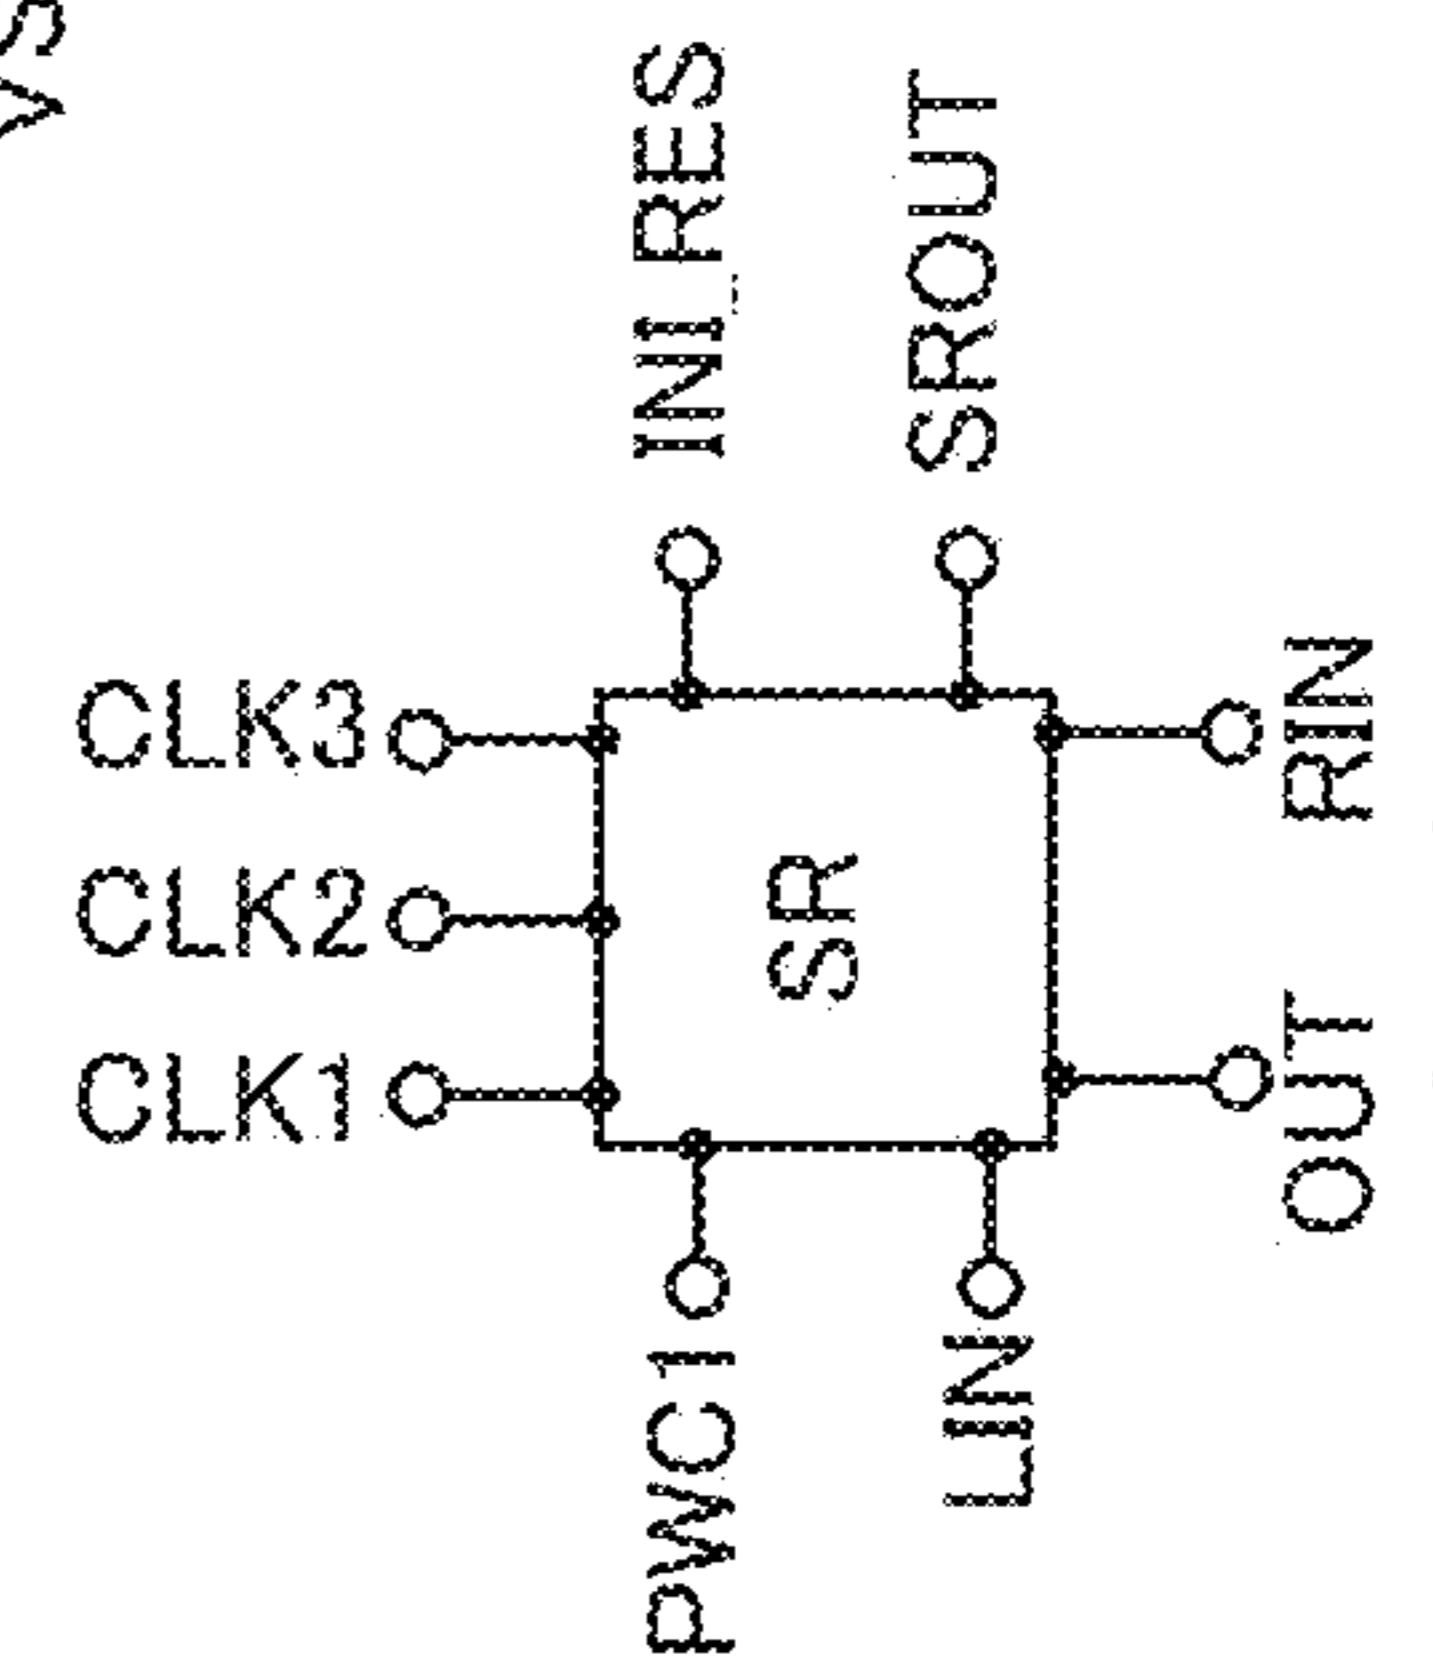 CLK1
CLK2
CLK3
PWC1
INI_RES
SR
LIN
SROUT
OUT
RIN